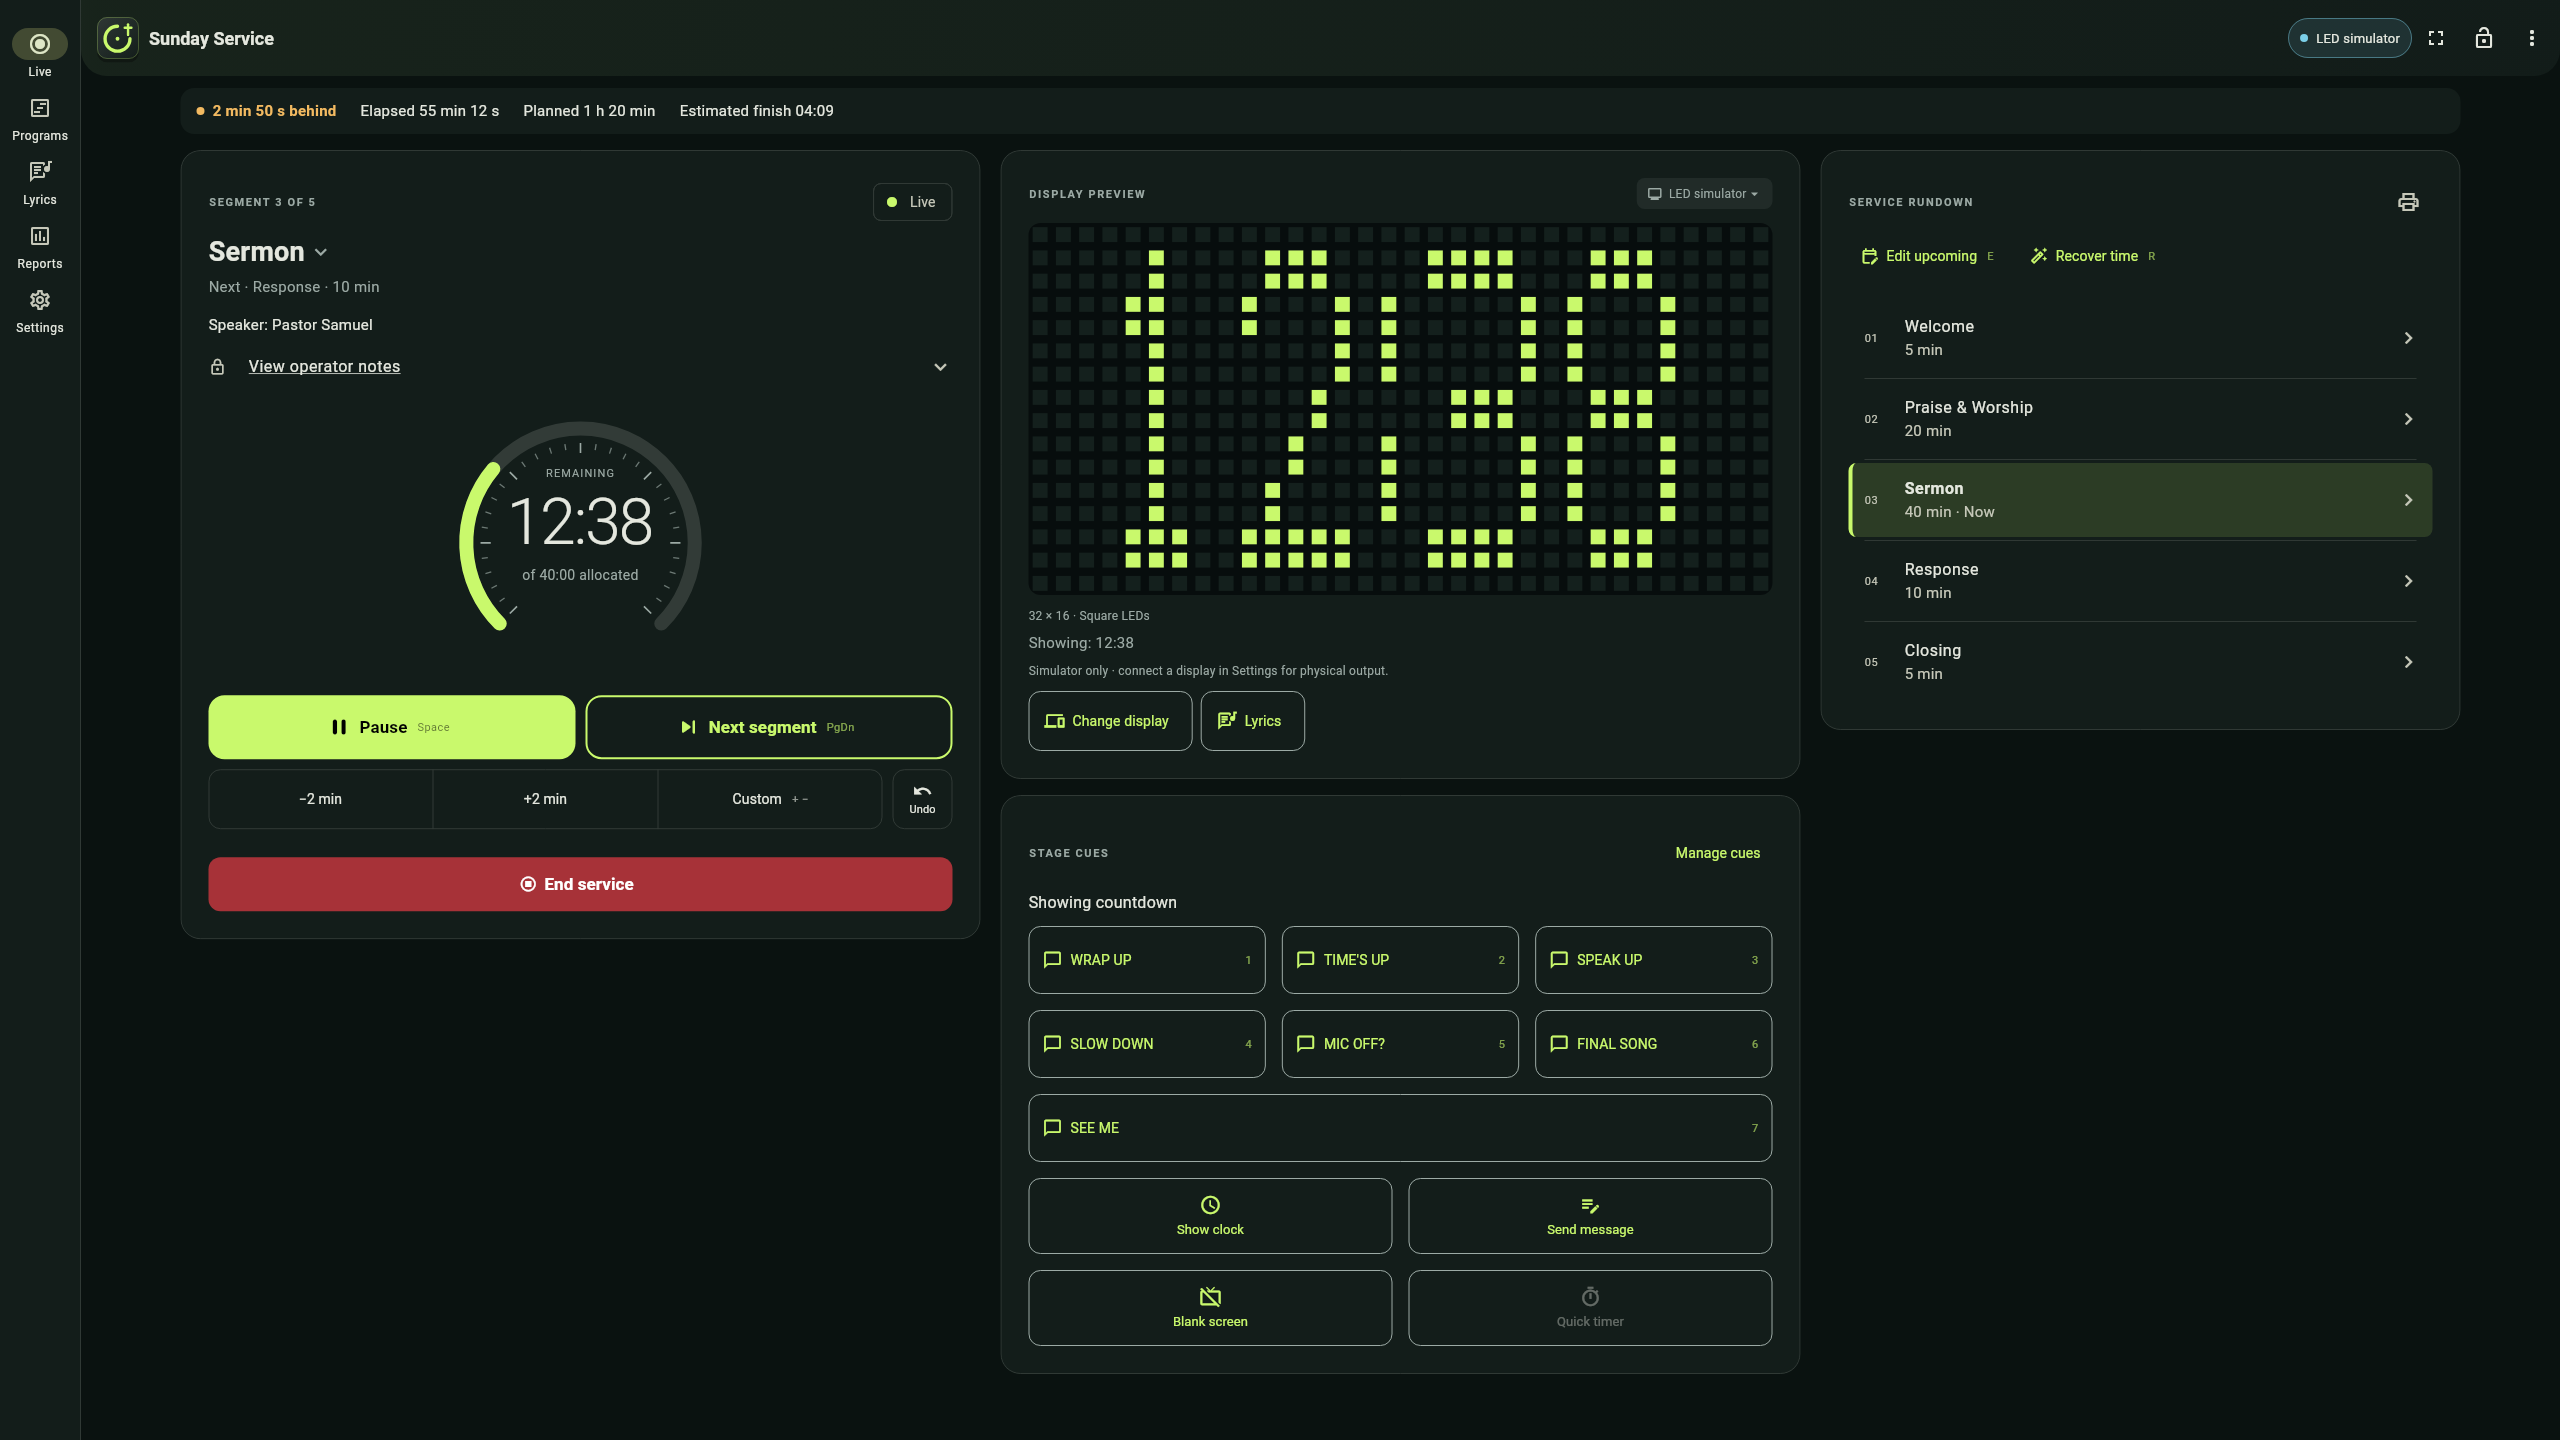 Live
Programs
Lyrics
Reports
Settings
Sunday Service
LED simulator
2 min 50 s behind
Elapsed 55 min 12 s
Planned 1 h 20 min
Estimated finish 04:09
SEGMENT 3 OF 5
Live
Sermon
Next · Response · 10 min
Speaker: Pastor Samuel
View operator notes
REMAINING
12:38
of 40:00 allocated
Pause Space
Next segment PgDn
−2 min
+2 min
Custom + −
Undo
End service
DISPLAY PREVIEW
LED simulator
12 38
32 × 16 · Square LEDs
Showing: 12:38
Simulator only · connect a display in Settings for physical output.
Change display
Lyrics
STAGE CUES
Manage cues
Showing countdown
WRAP UP 1
TIME'S UP 2
SPEAK UP 3
SLOW DOWN 4
MIC OFF? 5
FINAL SONG 6
SEE ME 7
Show clock
Send message
Blank screen
Quick timer
SERVICE RUNDOWN
Edit upcoming E
Recover time R
01 Welcome
5 min
02 Praise & Worship
20 min
03 Sermon
40 min · Now
04 Response
10 min
05 Closing
5 min